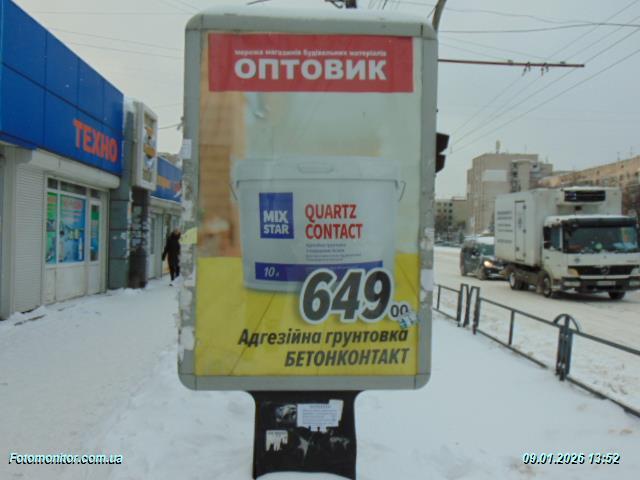 мережа магазинів будівельних матеріалів
ОПТОВИК
ТЕХНО
MIX
STAR
QUARTZ
CONTACT
10 л
649.00
Адгезійна грунтовка
БЕТОНКОНТАКТ
Fotomonitor.com.ua
09.01.2026 13:52